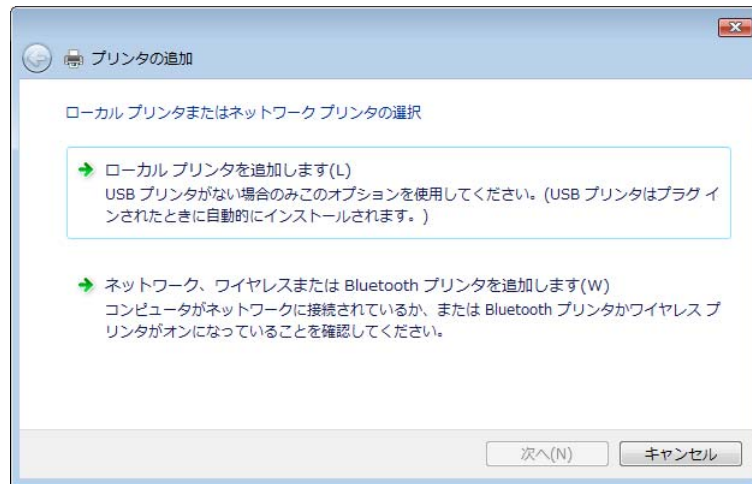 プリンタの追加
ローカル プリンタまたはネットワーク プリンタの選択
ローカル プリンタを追加します(L)
USB プリンタがない場合のみこのオプションを使用してください。(USB プリンタはプラグ イ
ンされたときに自動的にインストールされます。)
ネットワーク、ワイヤレスまたは Bluetooth プリンタを追加します(W)
コンピュータがネットワークに接続されているか、または Bluetooth プリンタかワイヤレス プ
リンタがオンになっていることを確認してください。
次へ(N) キャンセル